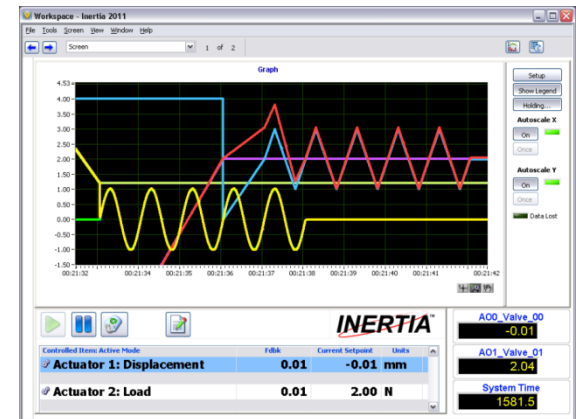 Workspace - Inertia 2011
File Tools Screen View Window Help
Screen 1 of 2
Graph
4.53
4.00
3.50
3.00
2.50
2.00
1.50
1.00
0.50
0.00
-0.50
-1.00
-1.50
00:21:32 00:21:34 00:21:35 00:21:36 00:21:37 00:21:38 00:21:39 00:21:40 00:21:41 00:21:42
Setup
Show Legend
Holding...
Autoscale X
On
Once
Autoscale Y
On
Once
Data Lost
INERTIA
Controlled Item: Active Mode Fdbk Current Setpoint Units
Actuator 1: Displacement 0.01 -0.01 mm
Actuator 2: Load 0.01 2.00 N
AO0_Valve_00
-0.01
AO1_Valve_01
2.04
System Time
1581.5